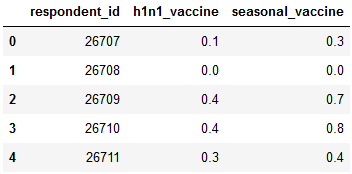 respondent_id h1n1_vaccine seasonal_vaccine
0 26707 0.1 0.3
1 26708 0.0 0.0
2 26709 0.4 0.7
3 26710 0.4 0.8
4 26711 0.3 0.4